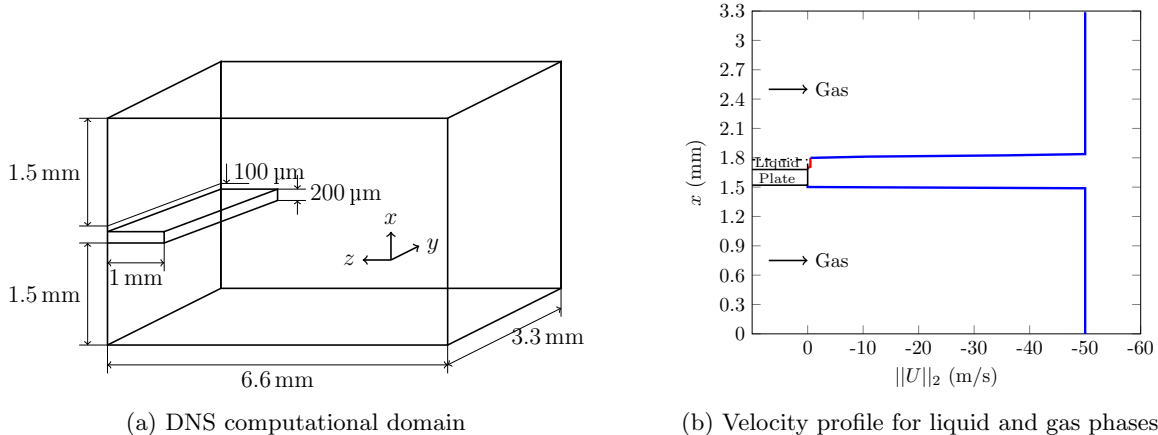 1.5 mm
100 µm
200 µm
x
y
z
1 mm
1.5 mm
3.3 mm
6.6 mm
(a) DNS computational domain
3.3
3
2.7
2.4
2.1
1.8
1.5
1.2
0.9
0.6
0.3
0
x (mm)
Gas
Liquid
Plate
Gas
0 -10 -20 -30 -40 -50 -60
||U||₂ (m/s)
(b) Velocity profile for liquid and gas phases